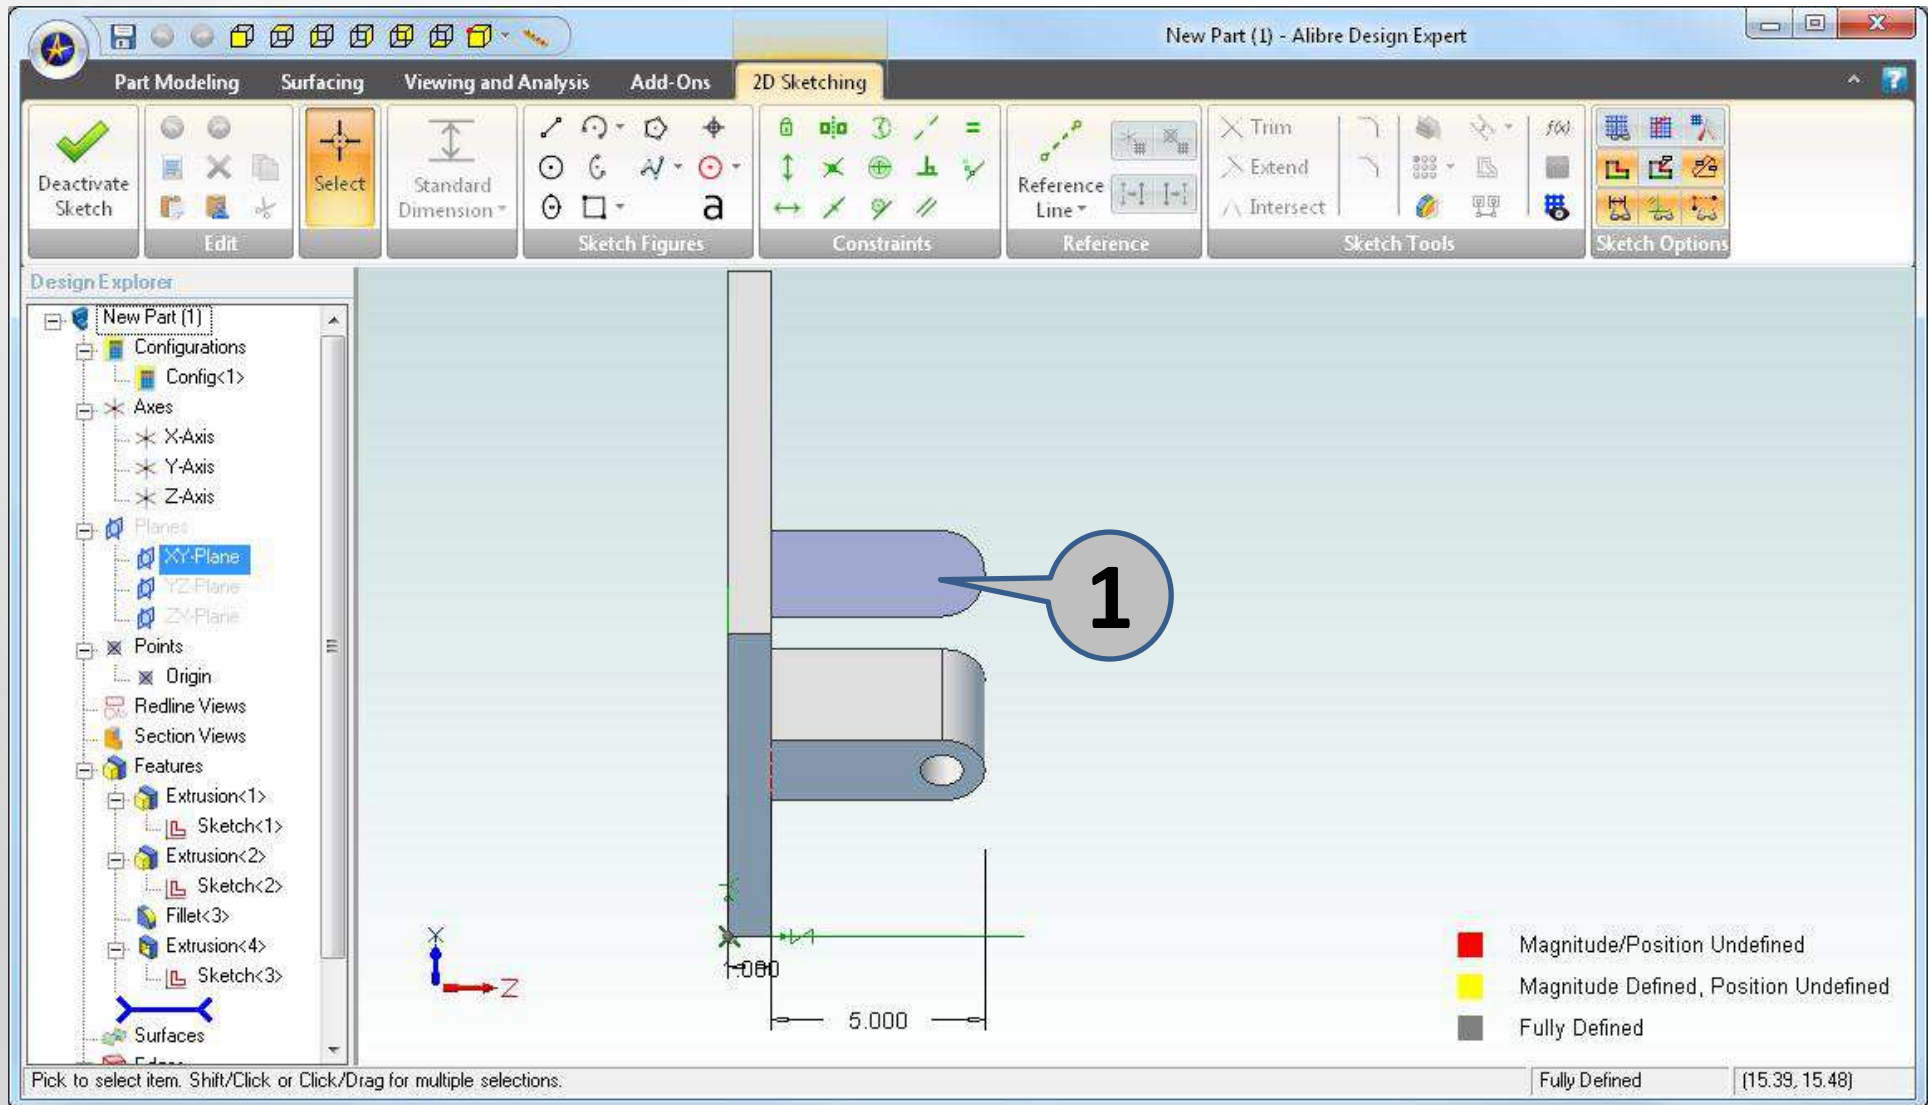 New Part (1) - Alibre Design Expert
Part Modeling Surfacing Viewing and Analysis Add-Ons 2D Sketching
Deactivate Sketch
Edit
Select
Standard Dimension
a
Sketch Figures
Constraints
Reference Line
Reference
Trim
Extend
Intersect
f(x)
Sketch Tools
Sketch Options
Design Explorer
New Part (1)
Configurations
Config<1>
Axes
X-Axis
Y-Axis
Z-Axis
Planes
XY-Plane
YZ-Plane
ZX-Plane
Points
Origin
Redline Views
Section Views
Features
Extrusion<1>
Sketch<1>
Extrusion<2>
Sketch<2>
Fillet<3>
Extrusion<4>
Sketch<3>
Surfaces
1
1.000
5.000
Z
Magnitude/Position Undefined
Magnitude Defined, Position Undefined
Fully Defined
Pick to select item. Shift/Click or Click/Drag for multiple selections.
Fully Defined
(15.39, 15.48)